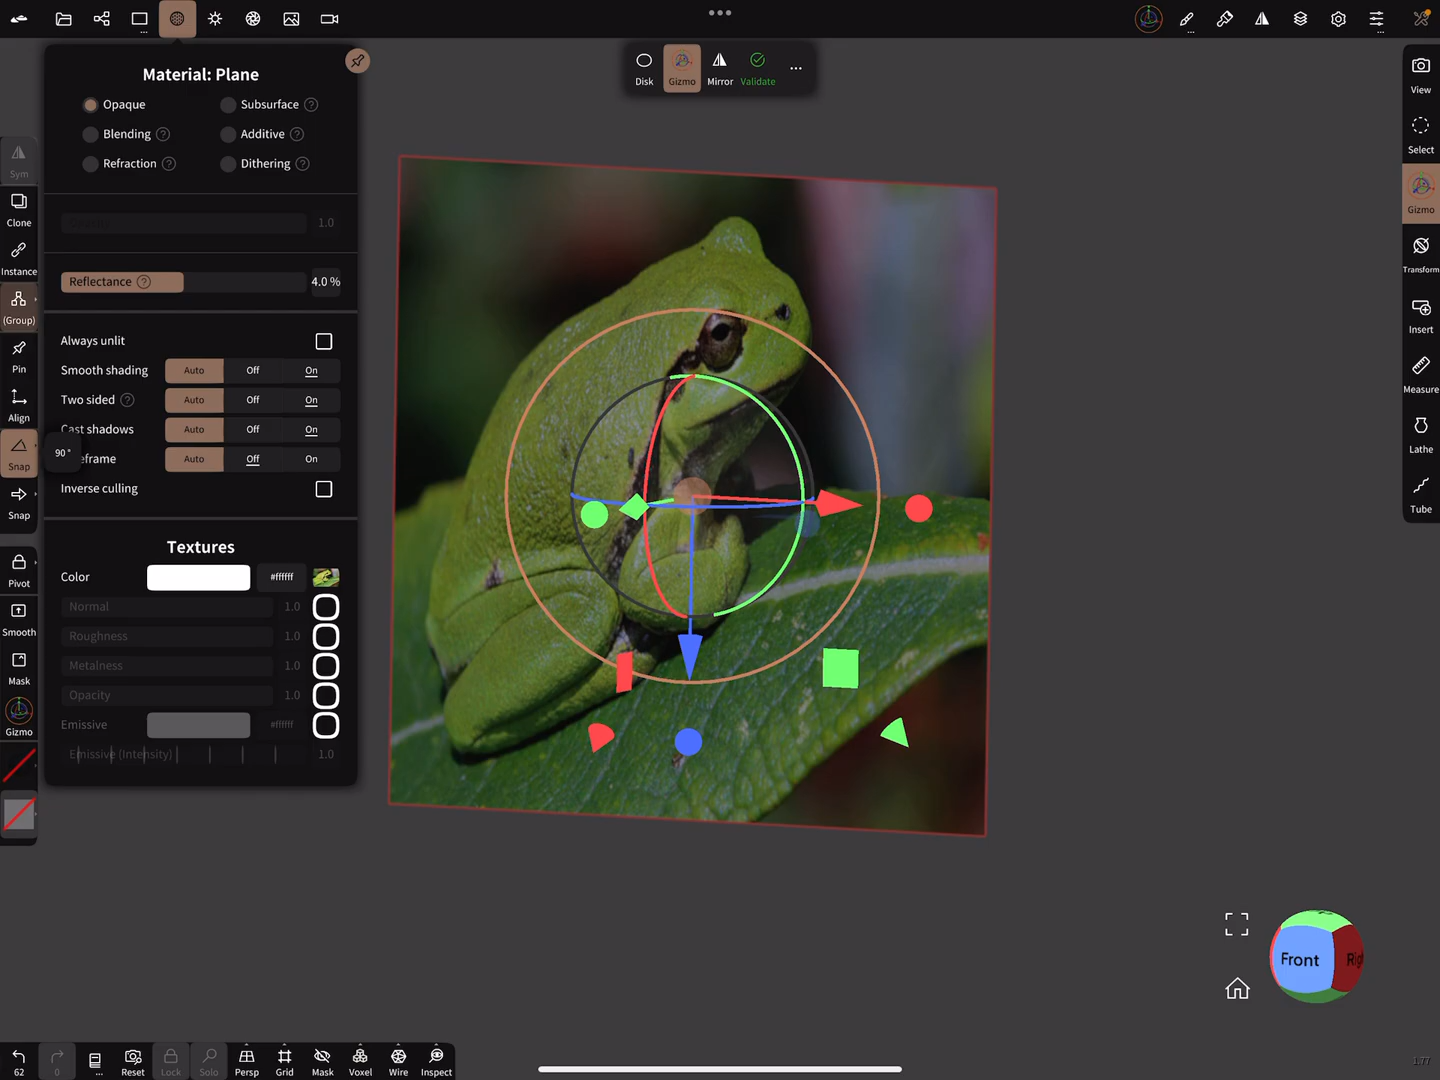 Material: Plane
Opaque
Subsurface ?
Blending ?
Additive ?
Refraction ?
Dithering ?
1.0
Reflectance ? 4.0 %
Always unlit
Smooth shading Auto Off On
Two sided ? Auto Off On
Cast shadows Auto Off On
eframe Auto Off On
Inverse culling
Textures
Color #ffffff
Normal 1.0
Roughness 1.0
Metalness 1.0
Opacity 1.0
Emissive #ffffff
Emissive (Intensity) 1.0
Sym
Clone
Instance
(Group)
Pin
Align
Snap
90°
Snap
Pivot
Smooth
Mask
Gizmo
Disk
Gizmo
Mirror
Validate
View
Select
Gizmo
Transform
Insert
Measure
Lathe
Tube
Front
Rig
62
0
Reset
Lock
Solo
Persp
Grid
Mask
Voxel
Wire
Inspect
1.77